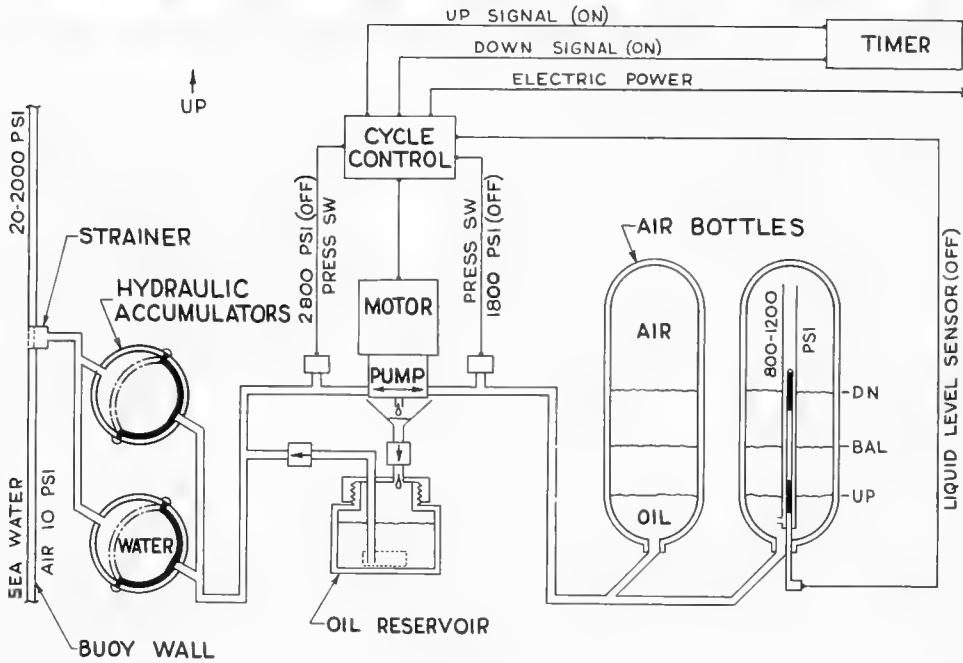 UP SIGNAL (ON)
TIMER
DOWN SIGNAL (ON)
ELECTRIC POWER
UP
CYCLE
CONTROL
20-2000 PSI
2800 PSI (OFF)
PRESS SW
PRESS SW
1800 PSI (OFF)
STRAINER
AIR BOTTLES
HYDRAULIC
ACCUMULATORS
MOTOR
AIR
800-1200
PSI
LIQUID LEVEL SENSOR (OFF)
PUMP
DN
BAL
UP
OIL
SEA WATER
AIR 10 PSI
WATER
OIL RESERVOIR
BUOY WALL